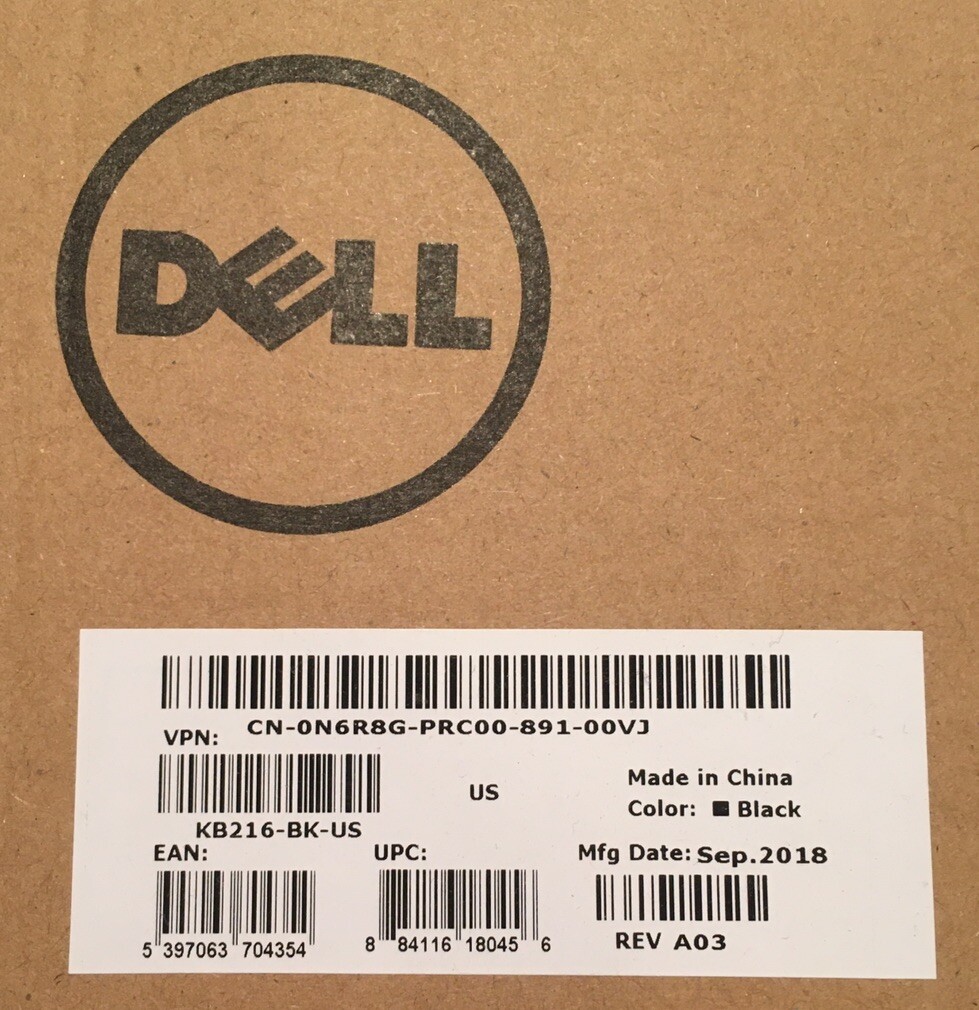 DELL
CN-0N6R8G-PRC00-891-00VJ
VPN:
KB216-BK-US
US
Made in China
Color: Black
EAN:
5 397063 704354
UPC:
8 84116 18045 6
Mfg Date: Sep.2018
REV A03